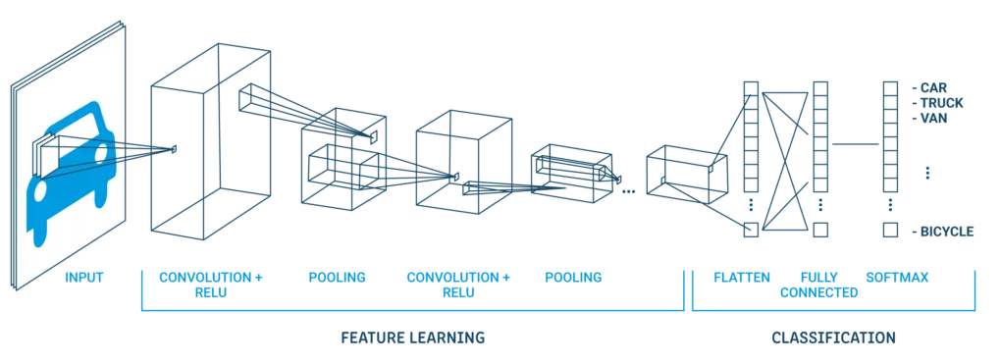 - CAR
- TRUCK
- VAN
- BICYCLE
INPUT
CONVOLUTION +
RELU
POOLING
CONVOLUTION +
RELU
POOLING
FLATTEN
FULLY
CONNECTED
SOFTMAX
FEATURE LEARNING
CLASSIFICATION